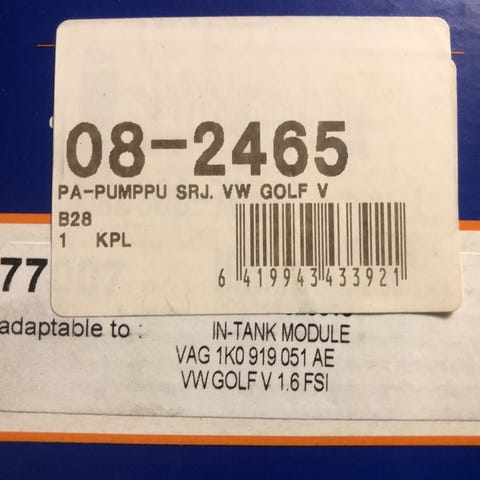 08-2465
PA-PUMPPU SRJ. VW GOLF V
B28
1 KPL
6 419943 433921
77
adaptable to :
IN-TANK MODULE
VAG 1K0 919 051 AE
VW GOLF V 1.6 FSI